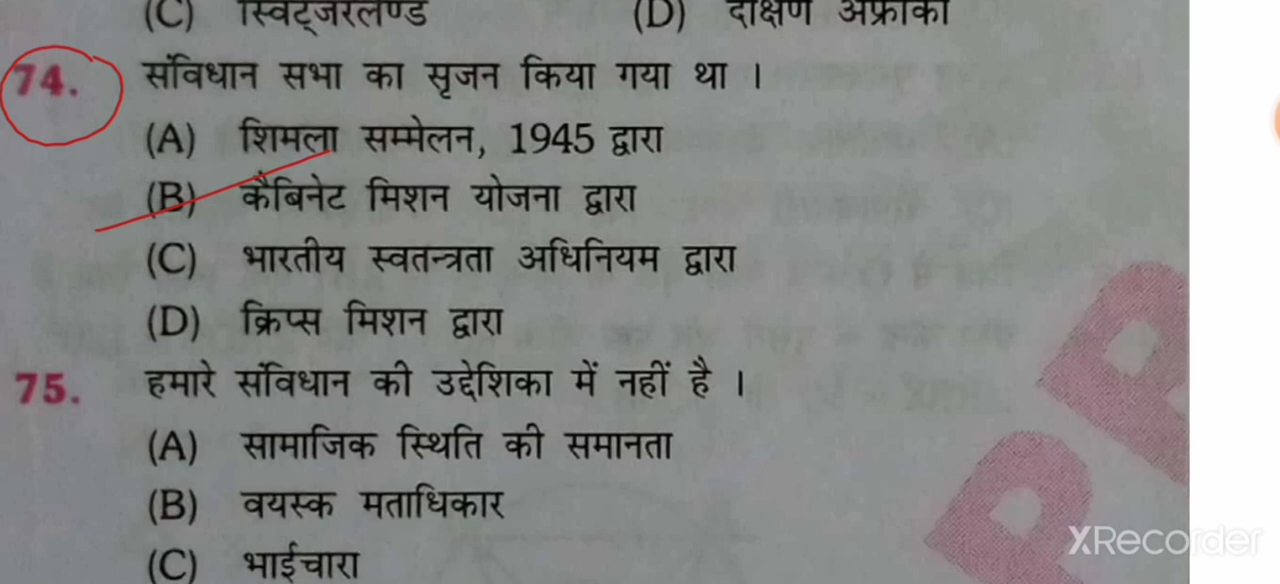 (C) स्विट्जरलैण्ड (D) दक्षिण अफ्रीका
74. संविधान सभा का सृजन किया गया था ।
(A) शिमला सम्मेलन, 1945 द्वारा
(B) कैबिनेट मिशन योजना द्वारा
(C) भारतीय स्वतन्त्रता अधिनियम द्वारा
(D) क्रिप्स मिशन द्वारा
75. हमारे संविधान की उद्देशिका में नहीं है ।
(A) सामाजिक स्थिति की समानता
(B) वयस्क मताधिकार
(C) भाईचारा
XRecorder